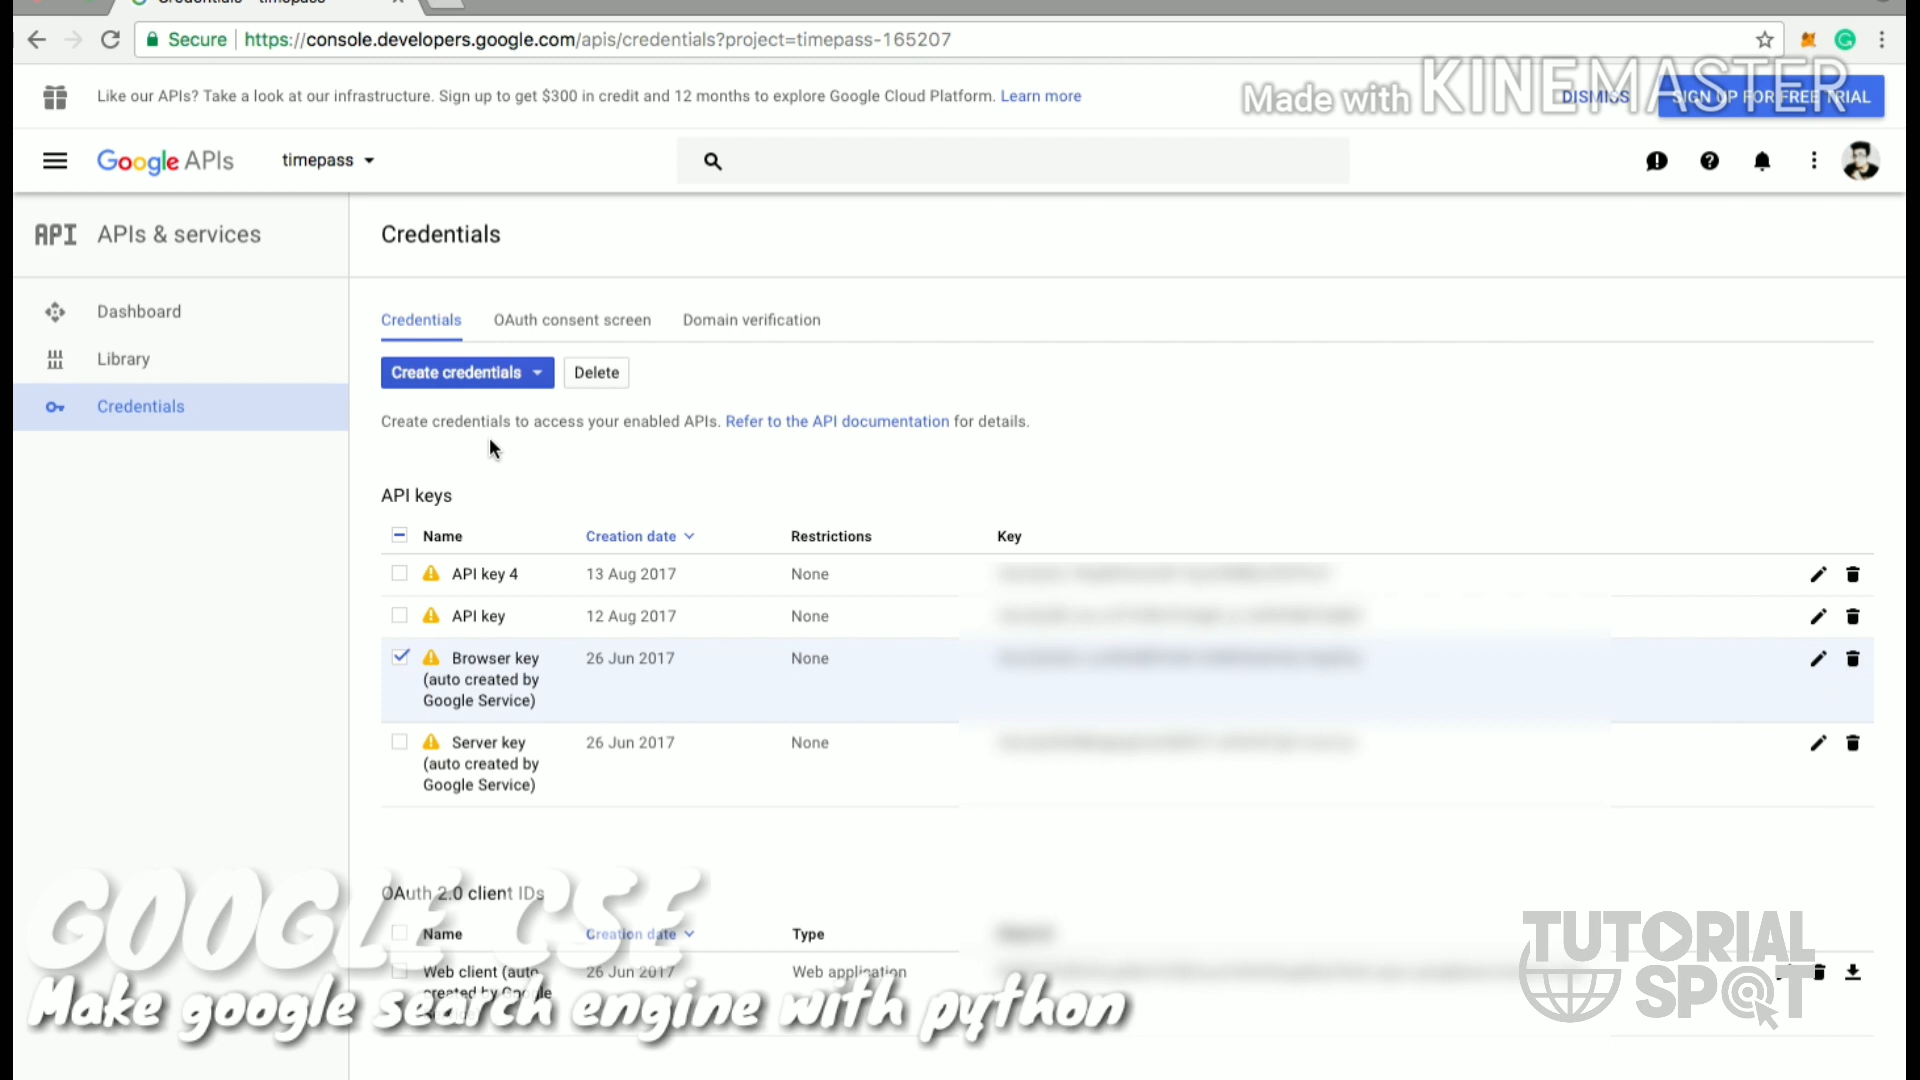 Credentials - timepass
Secure https://console.developers.google.com/apis/credentials?project=timepass-165207
Like our APIs? Take a look at our infrastructure. Sign up to get $300 in credit and 12 months to explore Google Cloud Platform. Learn more
DISMISS
SIGN UP FOR FREE TRIAL
Made with KINEMASTER
Google APIs
timepass
API APIs & services
Credentials
Dashboard
Library
Credentials
Credentials OAuth consent screen Domain verification
Create credentials Delete
Create credentials to access your enabled APIs. Refer to the API documentation for details.
API keys
Name Creation date Restrictions Key
API key 4 13 Aug 2017 None
API key 12 Aug 2017 None
Browser key 26 Jun 2017 None
(auto created by
Google Service)
Server key 26 Jun 2017 None
(auto created by
Google Service)
OAuth 2.0 client IDs
Name Creation date Type
Web client (auto 26 Jun 2017 Web application
created by Google
GOOGLE CSE
Make google search engine with python
TUTORIAL
SPOT